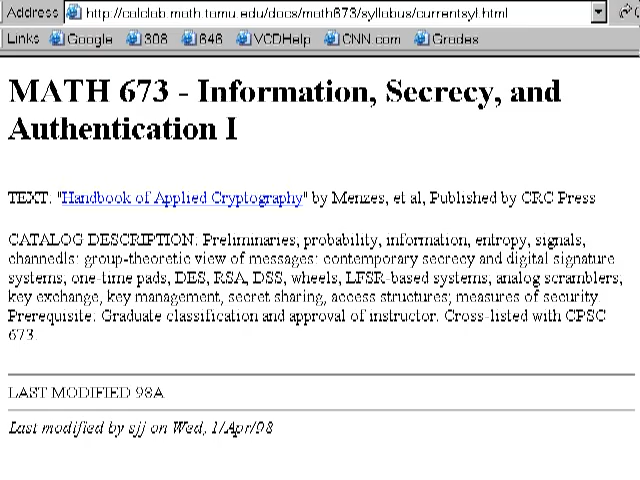 Address http://calclab.math.tamu.edu/docs/math673/syllabus/currentsyl.html
Links Google 308 646 VCDHelp CNN.com Grades
MATH 673 - Information, Secrecy, and
Authentication I
TEXT: "Handbook of Applied Cryptography" by Menzes, et al, Published by CRC Press
CATALOG DESCRIPTION: Preliminaries, probability, information, entropy, signals,
channedls: group-theoretic view of messages: contemporary secrecy and digital signature
systems; one-time pads, DES, RSA, DSS, wheels, LFSR-based systems; analog scramblers;
key exchange, key management, secret sharing, access structures; measures of security.
Prerequisite: Graduate classification and approval of instructor. Cross-listed with CPSC
673.
LAST MODIFIED 98A
Last modified by sjj on Wed, 1/Apr/98